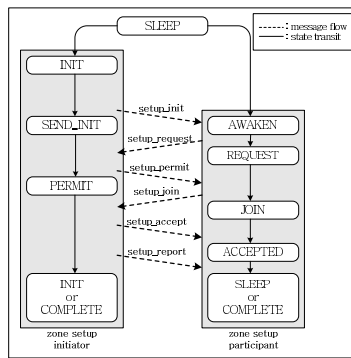 SLEEP
: message flow
: state transit
INIT
setup_init
SEND_INIT
AWAKEN
setup_request
REQUEST
setup_permit
PERMIT
setup_join
JOIN
setup_accept
ACCEPTED
setup_report
INIT
or
COMPLETE
SLEEP
or
COMPLETE
zone setup
initiator
zone setup
participant